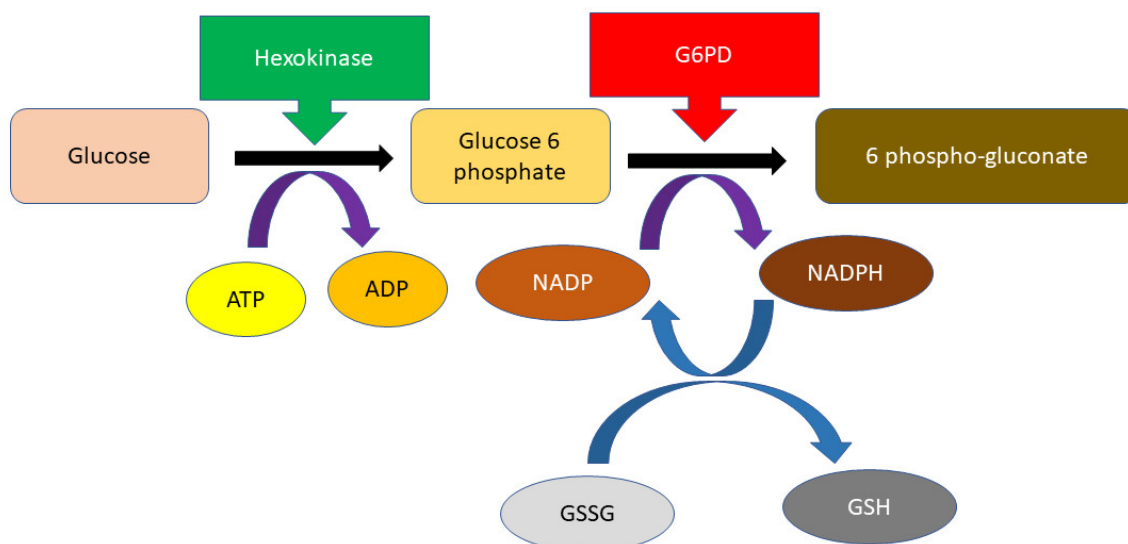 Hexokinase
G6PD
Glucose
Glucose 6
phosphate
6 phospho-gluconate
ATP
ADP
NADP
NADPH
GSSG
GSH